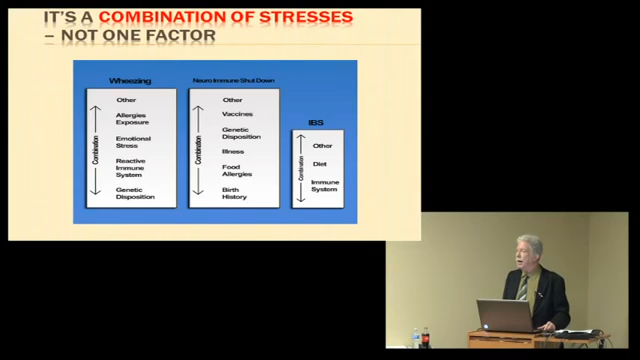 IT'S A COMBINATION OF STRESSES
– NOT ONE FACTOR
Wheezing
Combination
Other
Allergies
Exposure
Emotional
Stress
Reactive
Immune
System
Genetic
Disposition
Neuro Immune Shut Down
Combination
Other
Vaccines
Genetic
Disposition
Illness
Food
Allergies
Birth
History
IBS
Combination
Other
Diet
Immune
System